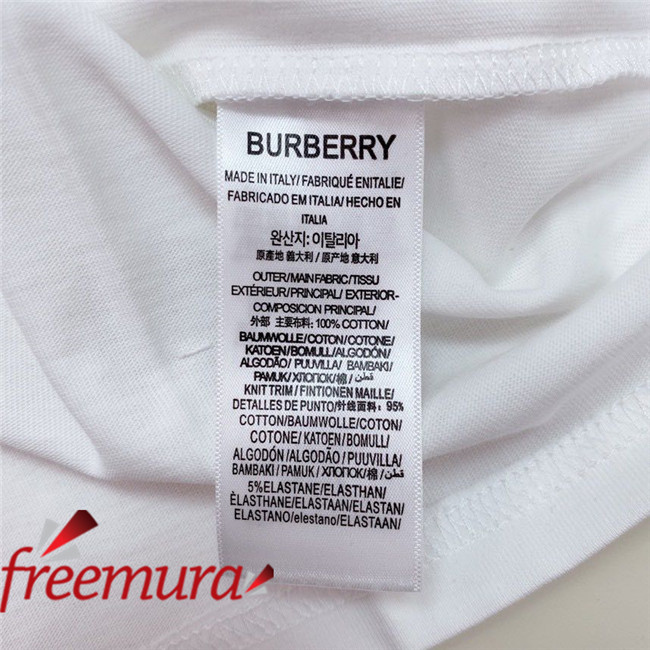 BURBERRY
MADE IN ITALY/ FABRIQUÉ ENITALIE/
FABRICADO EM ITALIA/ HECHO EN
ITALIA
완산지: 이탈리아
原產地 義大利 / 原产地 意大利
OUTER/MAIN FABRIC/TISSU
EXTÉRIEUR/PRINCIPAL/ EXTERIOR-
COMPOSICION PRINCIPAL/
外部 主要布料: 100% COTTON/
BAUMWOLLE/COTON/COTONE/
KATOEN/BOMULL/ALGODÓN/
ALGODÃO/ PUUVILLA/ BAMBAKI/
PAMUK/ХЛОПОК/棉/ قطن/
KNIT TRIM / FINTIONEN MAILLE/
DETALLES DE PUNTO/针线面料: 95%
COTTON/BAUMWOLLE/COTON/
COTONE/ KATOEN/BOMULL/
ALGODÓN /ALGODÃO / PUUVILLA/
BAMBAKI / PAMUK / ХЛОПОК/棉/ قطن/
5%ELASTANE/ELASTHAN/
ÈLASTHANE/ELASTAAN/ELASTAN/
ELASTANO/elestano/ELASTAAN/
freemura